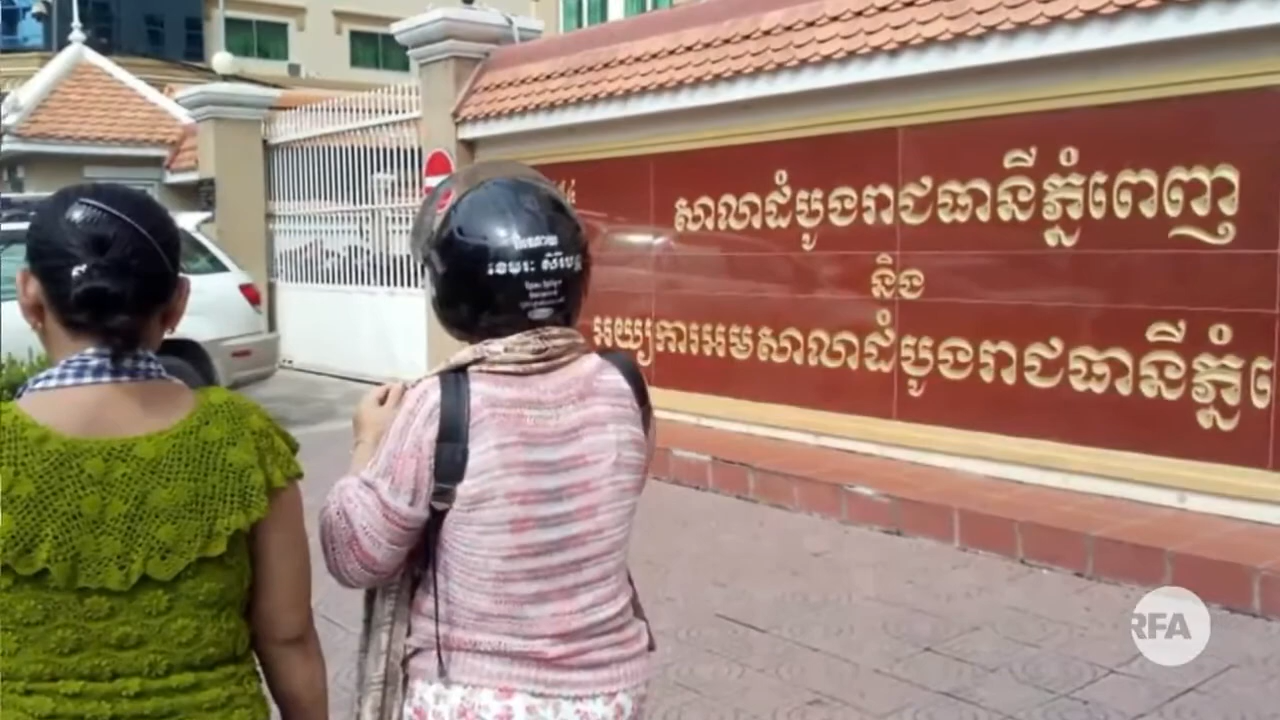 សាលាដំបូងរាជធានីភ្នំពេញ
និង
អយ្យការអមសាលាដំបូងរាជធានីភ្នំពេ
RFA